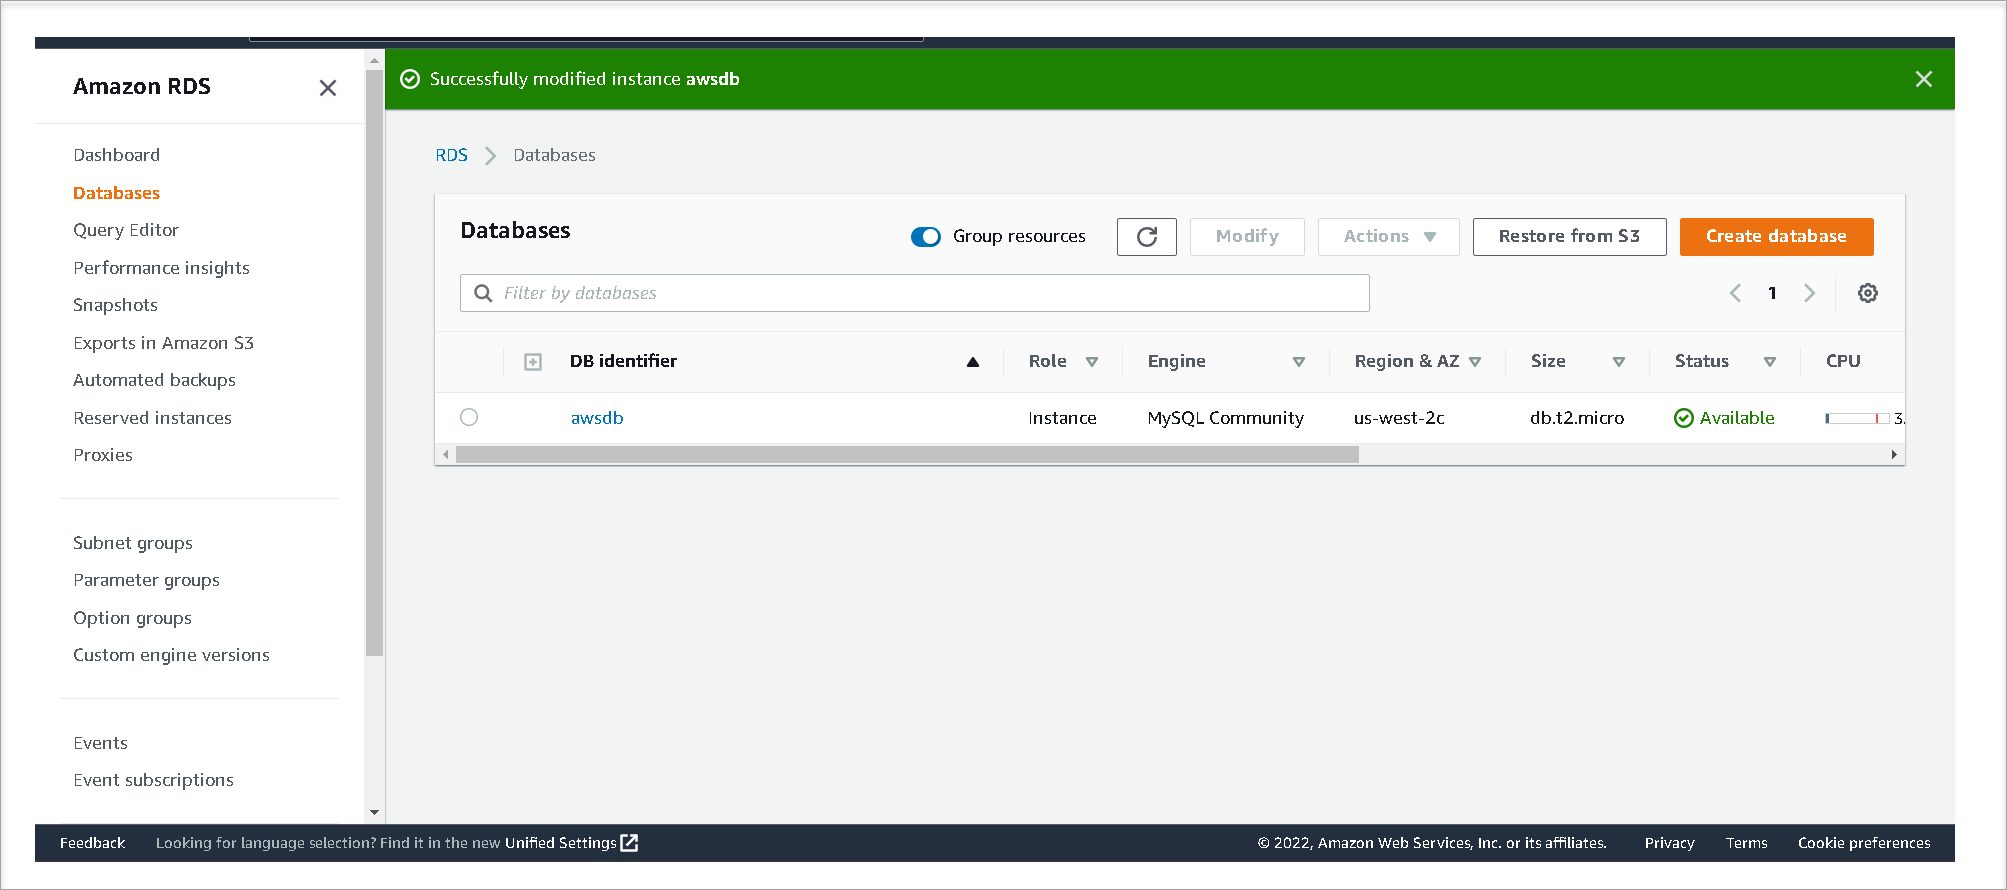 Amazon RDS
Dashboard
Databases
Query Editor
Performance insights
Snapshots
Exports in Amazon S3
Automated backups
Reserved instances
Proxies
Subnet groups
Parameter groups
Option groups
Custom engine versions
Events
Event subscriptions
Successfully modified instance awsdb
RDS Databases
Databases Group resources Modify Actions Restore from S3 Create database
Filter by databases 1
DB identifier Role Engine Region & AZ Size Status CPU
awsdb Instance MySQL Community us-west-2c db.t2.micro Available 3.
Feedback Looking for language selection? Find it in the new Unified Settings © 2022, Amazon Web Services, Inc. or its affiliates. Privacy Terms Cookie preferences